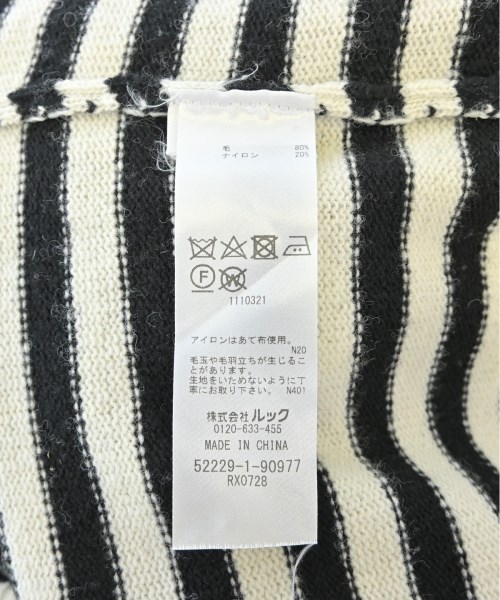 毛 80%
ナイロン 20%
F W
1110321
アイロンはあて布使用。
N20
毛玉や毛羽立ちが生じるこ
とがあります。
生地をいためないように丁
寧にお取り下さい。 N401
株式会社 ルック
0120-633-455
MADE IN CHINA
52229-1-90977
RX0728